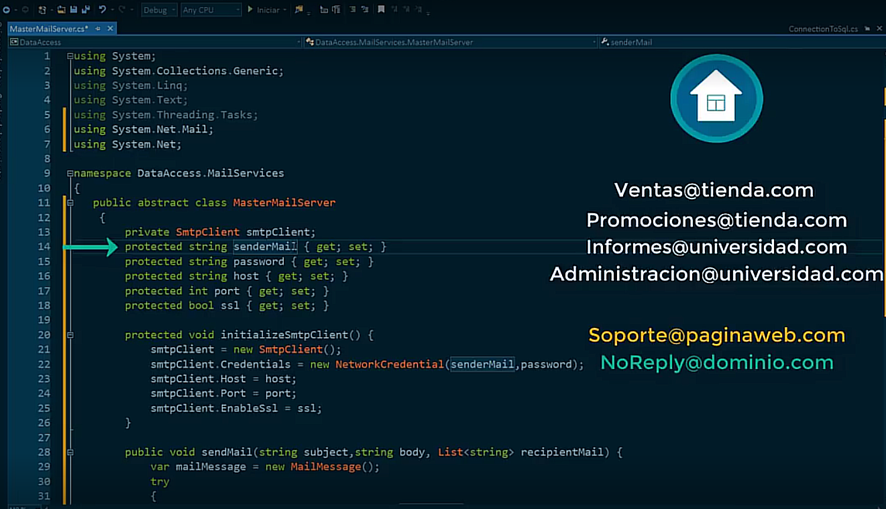 Debug
Any CPU
Iniciar
MasterMailServer.cs*
ConnectionToSql.cs
DataAccess
DataAccess.MailServices.MasterMailServer
senderMail
1 using System;
2 using System.Collections.Generic;
3 using System.Linq;
4 using System.Text;
5 using System.Threading.Tasks;
6 using System.Net.Mail;
7 using System.Net;
8
9 namespace DataAccess.MailServices
10 {
11 public abstract class MasterMailServer
12 {
13 private SmtpClient smtpClient;
14 protected string senderMail { get; set; }
15 protected string password { get; set; }
16 protected string host { get; set; }
17 protected int port { get; set; }
18 protected bool ssl { get; set; }
19
20 protected void initializeSmtpClient() {
21 smtpClient = new SmtpClient();
22 smtpClient.Credentials = new NetworkCredential(senderMail,password);
23 smtpClient.Host = host;
24 smtpClient.Port = port;
25 smtpClient.EnableSsl = ssl;
26 }
27
28 public void sendMail(string subject,string body, List<string> recipientMail) {
29 var mailMessage = new MailMessage();
30 try
31 {
Ventas@tienda.com
Promociones@tienda.com
Informes@universidad.com
Administracion@universidad.com
Soporte@paginaweb.com
NoReply@dominio.com